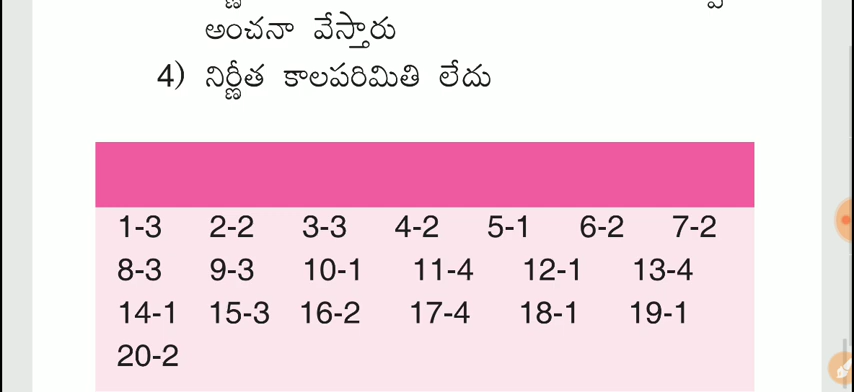 అంచనా వేస్తారు
4) నిర్ణీత కాలపరిమితి లేదు
1-3 2-2 3-3 4-2 5-1 6-2 7-2
8-3 9-3 10-1 11-4 12-1 13-4
14-1 15-3 16-2 17-4 18-1 19-1
20-2